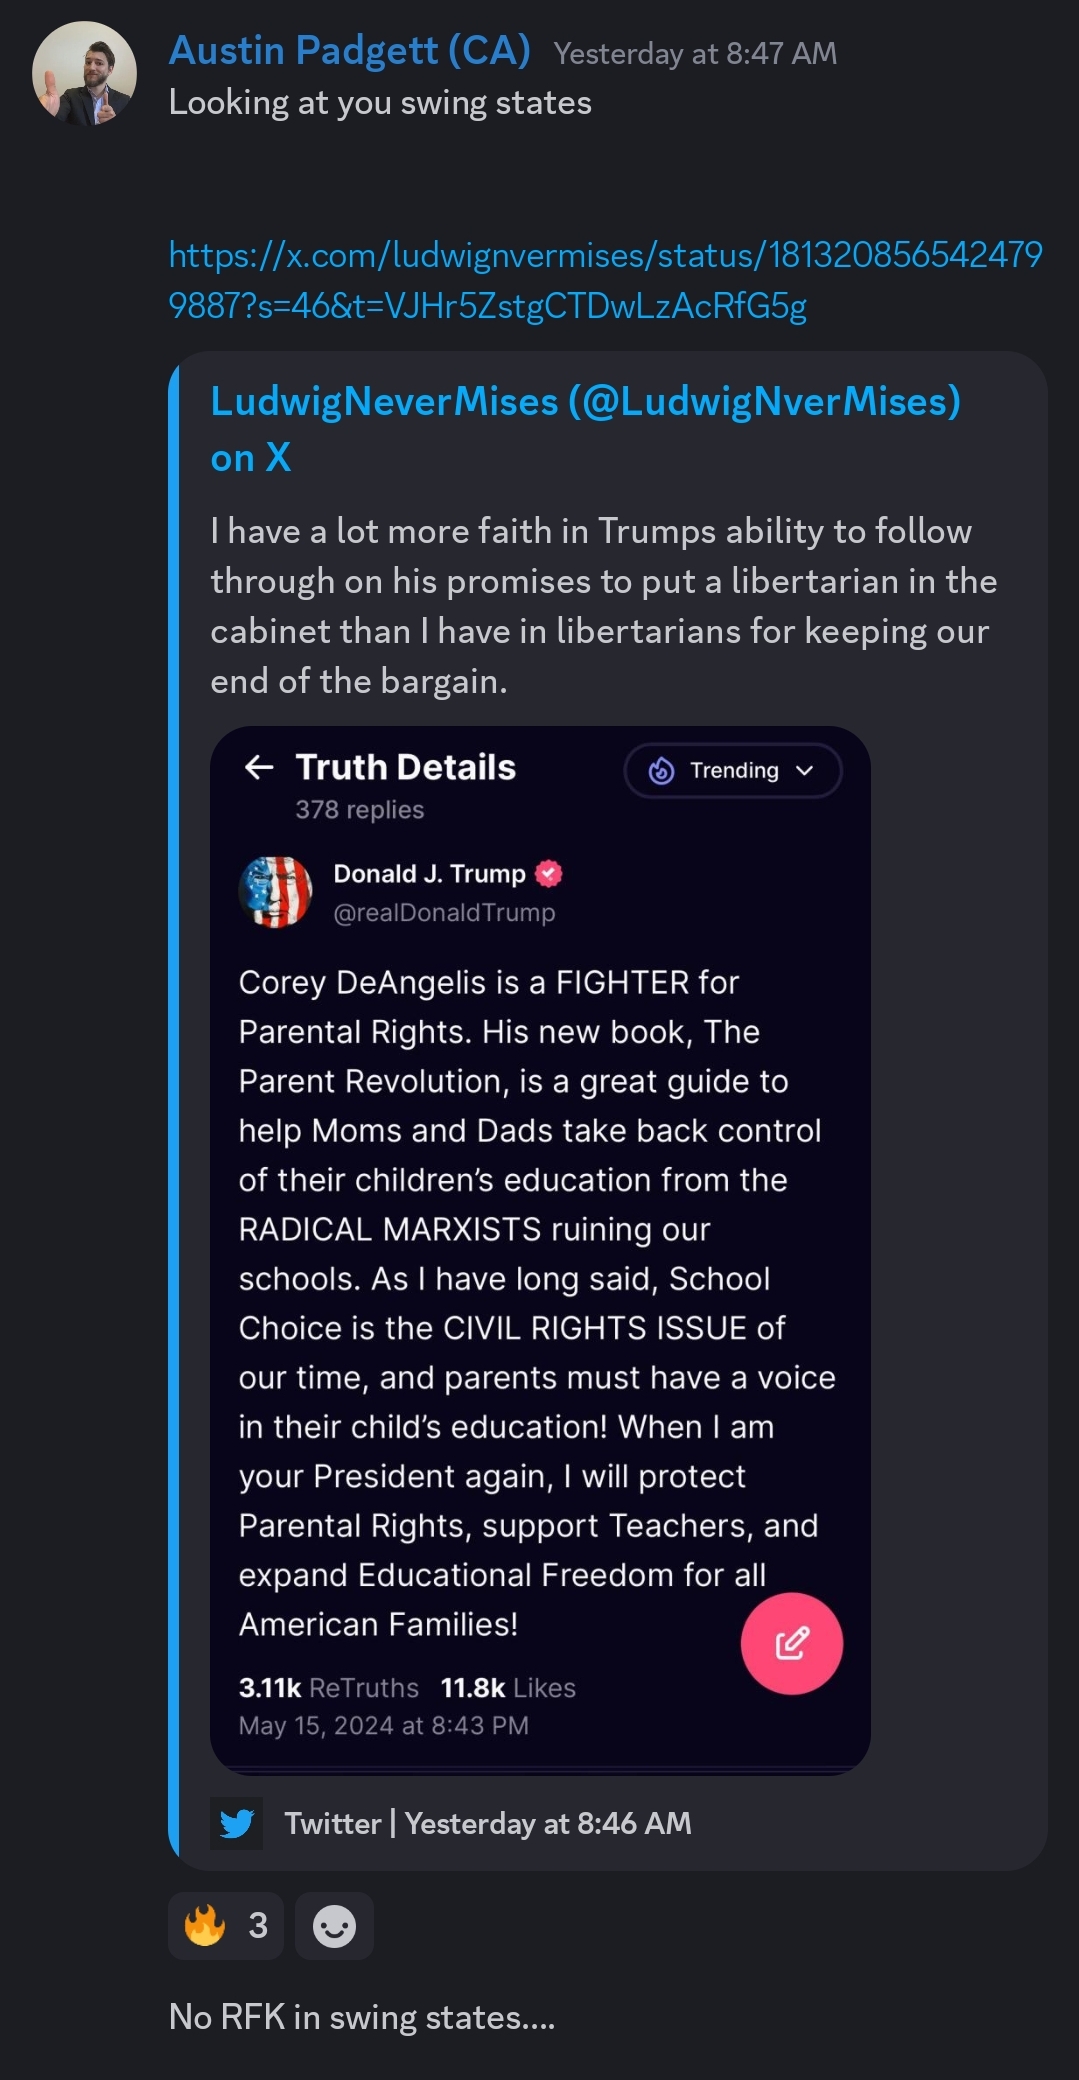 Austin Padgett (CA) Yesterday at 8:47 AM
Looking at you swing states
https://x.com/ludwignvermises/status/181320856542479
9887?s=46&t=VJHr5ZstgCTDwLzAcRfG5g
LudwigNeverMises (@LudwigNverMises)
on X
I have a lot more faith in Trumps ability to follow
through on his promises to put a libertarian in the
cabinet than I have in libertarians for keeping our
end of the bargain.
Truth Details
Trending
378 replies
Donald J. Trump
@realDonaldTrump
Corey DeAngelis is a FIGHTER for
Parental Rights. His new book, The
Parent Revolution, is a great guide to
help Moms and Dads take back control
of their children’s education from the
RADICAL MARXISTS ruining our
schools. As I have long said, School
Choice is the CIVIL RIGHTS ISSUE of
our time, and parents must have a voice
in their child’s education! When I am
your President again, I will protect
Parental Rights, support Teachers, and
expand Educational Freedom for all
American Families!
3.11k ReTruths 11.8k Likes
May 15, 2024 at 8:43 PM
Twitter | Yesterday at 8:46 AM
3
No RFK in swing states....